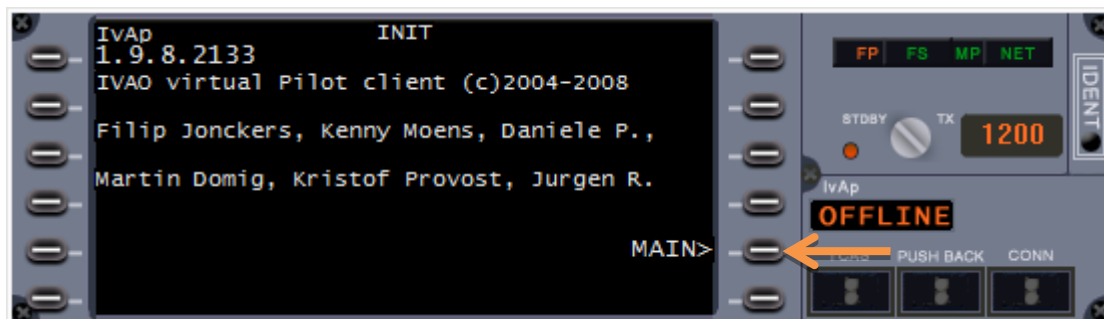 IvAp INIT
1.9.8.2133
IVAO virtual Pilot client (c)2004-2008
Filip Jonckers, Kenny Moens, Daniele P.,
Martin Domig, Kristof Provost, Jurgen R.
MAIN>
FP FS MP NET
IDENT
STDBY TX
1200
IvAp
OFFLINE
TCAS PUSH BACK CONN